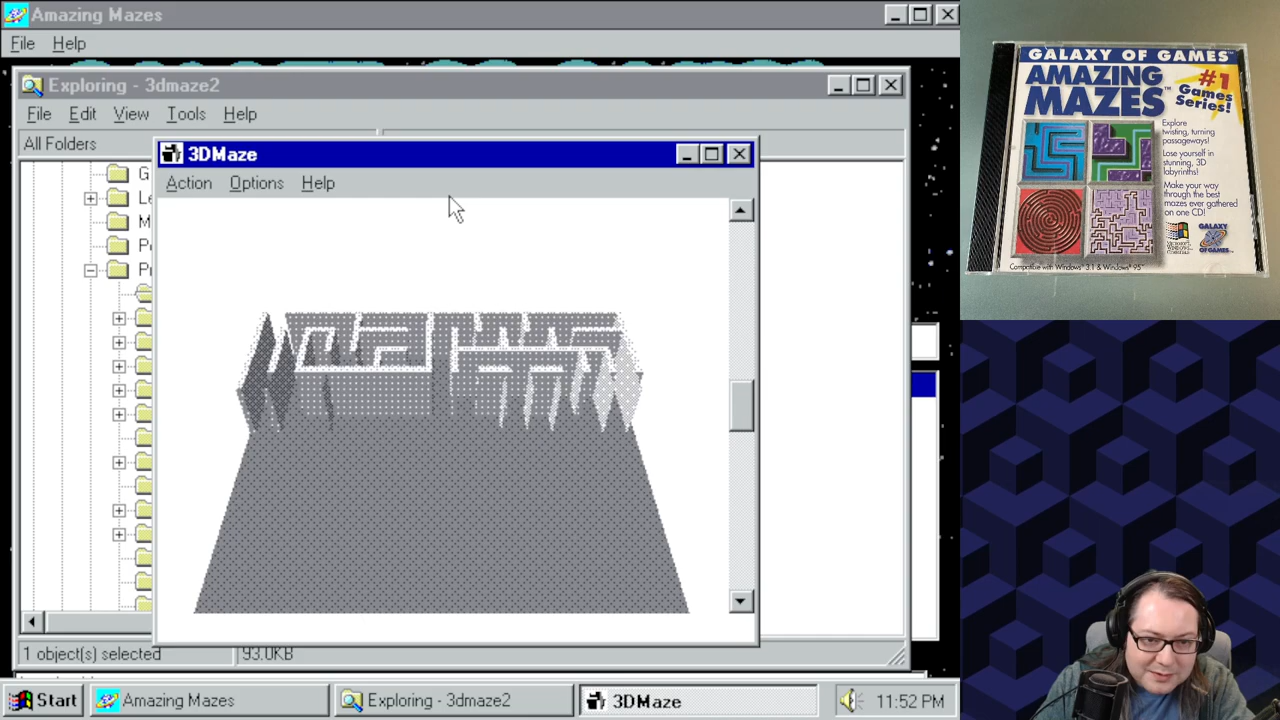 Amazing Mazes
File Help
Exploring - 3dmaze2
File Edit View Tools Help
All Folders
3DMaze
Action Options Help
G
Le
M
P
1 object(s) selected 93.0KB
Start Amazing Mazes Exploring - 3dmaze2 3DMaze 11:52 PM
GALAXY OF GAMES™
AMAZING
MAZES™
#1
Games
Series!
Explore
twisting, turning
passageways!
Lose yourself in
stunning, 3D
labyrinths!
Make your way
through the best
mazes ever gathered
on one CD!
GALAXY
OF GAMES
Compatible with Windows® 3.1 & Windows® 95